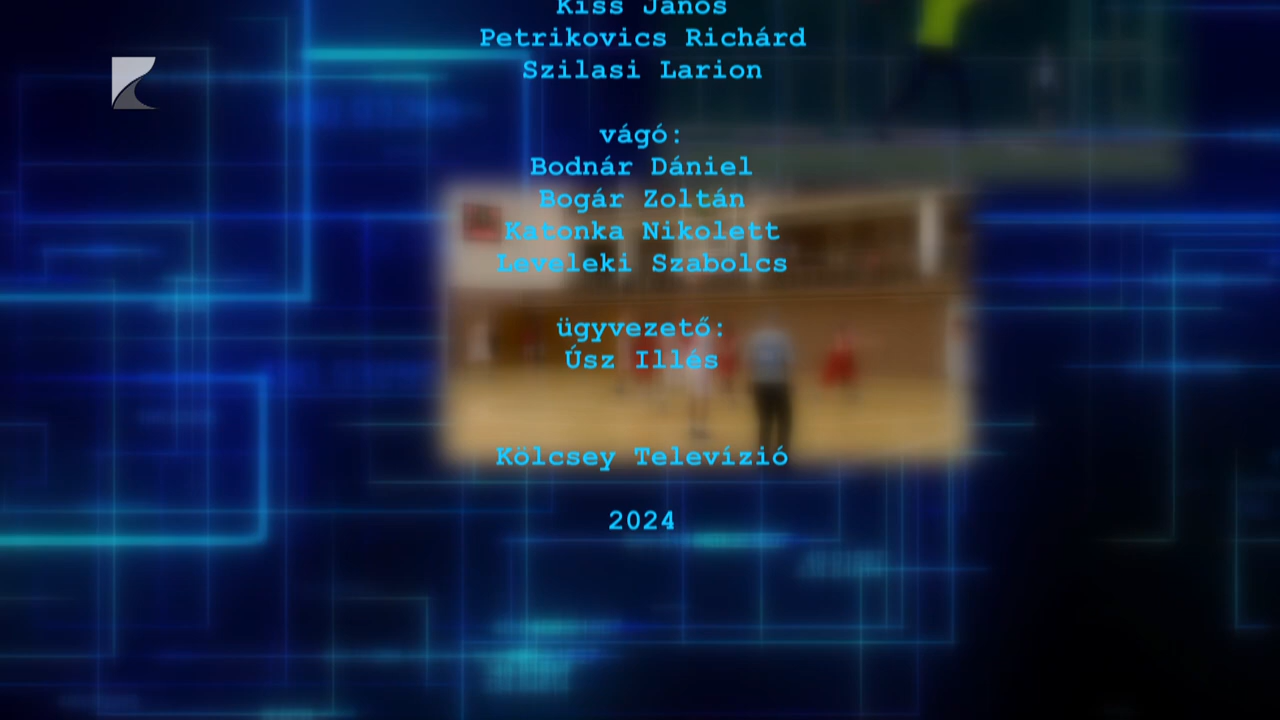 Kiss János
Petrikovics Richárd
Szilasi Larion
vágó:
Bodnár Dániel
Bogár Zoltán
Katonka Nikolett
Leveleki Szabolcs
ügyvezető:
Úsz Illés
Kölcsey Televízió
2024